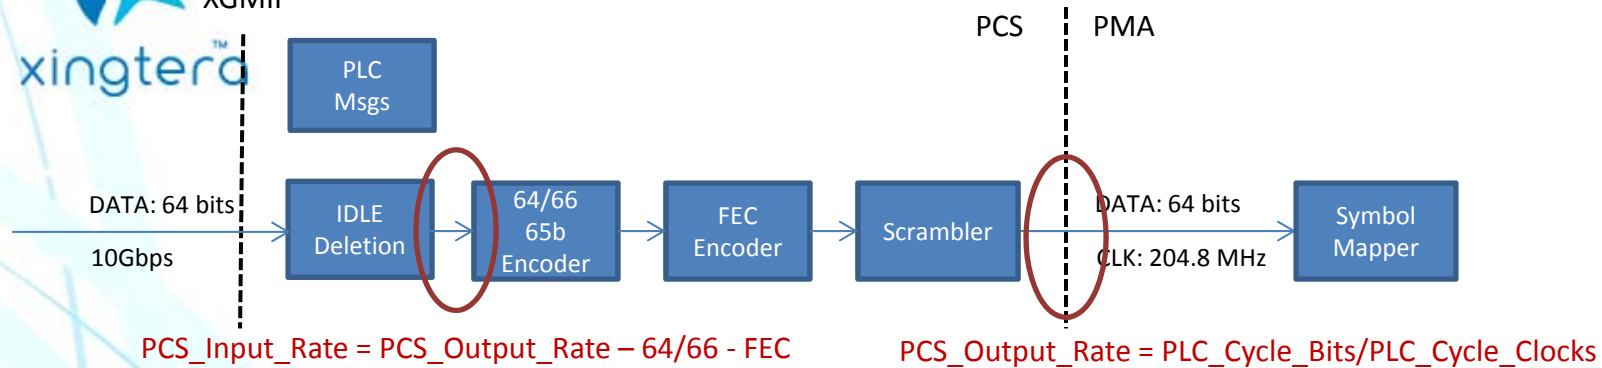 XGMII
xingtera™
PCS
PMA
PLC
Msgs
DATA: 64 bits
10Gbps
IDLE
Deletion
64/66
65b
Encoder
FEC
Encoder
Scrambler
DATA: 64 bits
CLK: 204.8 MHz
Symbol
Mapper
PCS_Input_Rate = PCS_Output_Rate – 64/66 - FEC
PCS_Output_Rate = PLC_Cycle_Bits/PLC_Cycle_Clocks